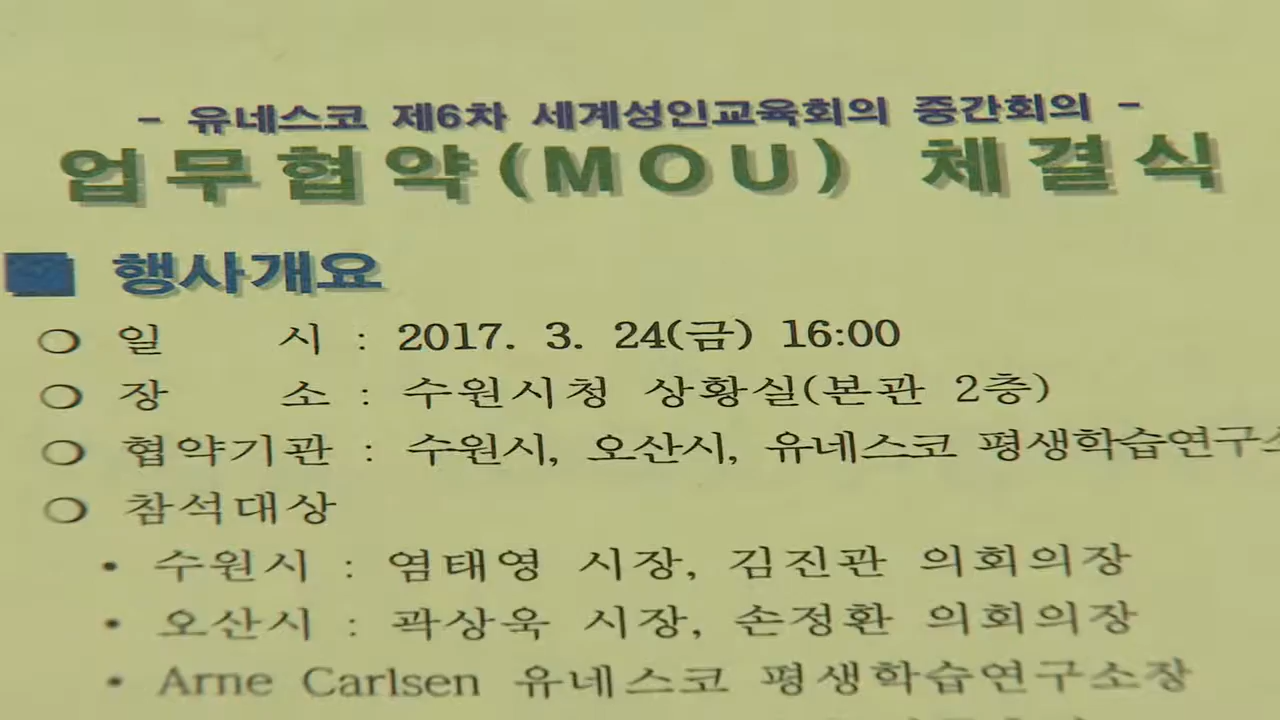 - 유네스코 제6차 세계성인교육회의 중간회의 -
업무협약(MOU) 체결식
■ 행사개요
❍ 일 시 : 2017. 3. 24(금) 16:00
❍ 장 소 : 수원시청 상황실(본관 2층)
❍ 협약기관 : 수원시, 오산시, 유네스코 평생학습연구소
❍ 참석대상
• 수원시 : 염태영 시장, 김진관 의회의장
• 오산시 : 곽상욱 시장, 손정환 의회의장
• Arne Carlsen 유네스코 평생학습연구소장